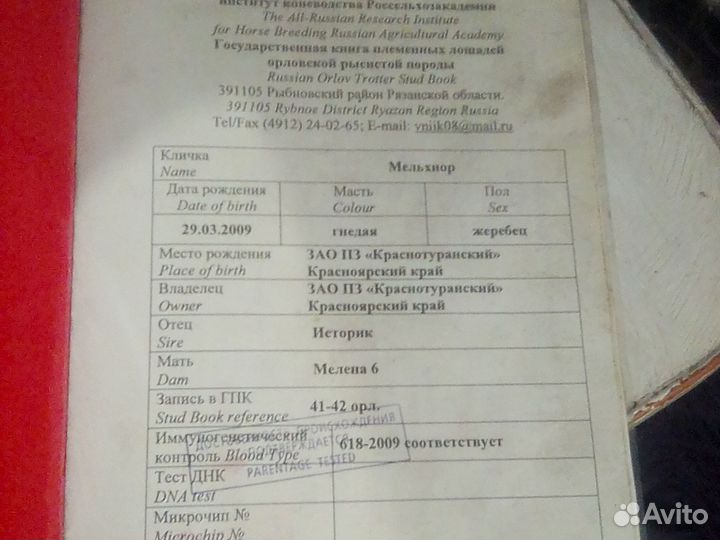 институт коневодства Россельхозакадемии
The All-Russian Research Institute
for Horse Breeding Russian Agricultural Academy
Государственная книга племенных лошадей
орловской рысистой породы
Russian Orlov Trotter Stud Book
391105 Рыбновский район Рязанской области.
391105 Rybnoe District Ryazan Region Russia
Tel/Fax (4912) 24-02-65; E-mail: vniik08@mail.ru
Кличка Мельхиор
Name
Дата рождения Масть Пол
Date of birth Colour Sex
29.03.2009 гнедая жеребец
Место рождения ЗАО ПЗ «Краснотуранский»
Place of birth Красноярский край
Владелец ЗАО ПЗ «Краснотуранский»
Owner Красноярский край
Отец Историк
Sire
Мать Мелена 6
Dam
Запись в ГПК 41-42 орл.
Stud Book reference
Иммуногенетический 618-2009 соответствует
контроль Blood Type
ПРОИСХОЖДЕНИЯ
ПОДТВЕРЖДАЕТСЯ
PARENTAGE TESTED
Тест ДНК
DNA test
Микрочип №
Microchip №
Avito